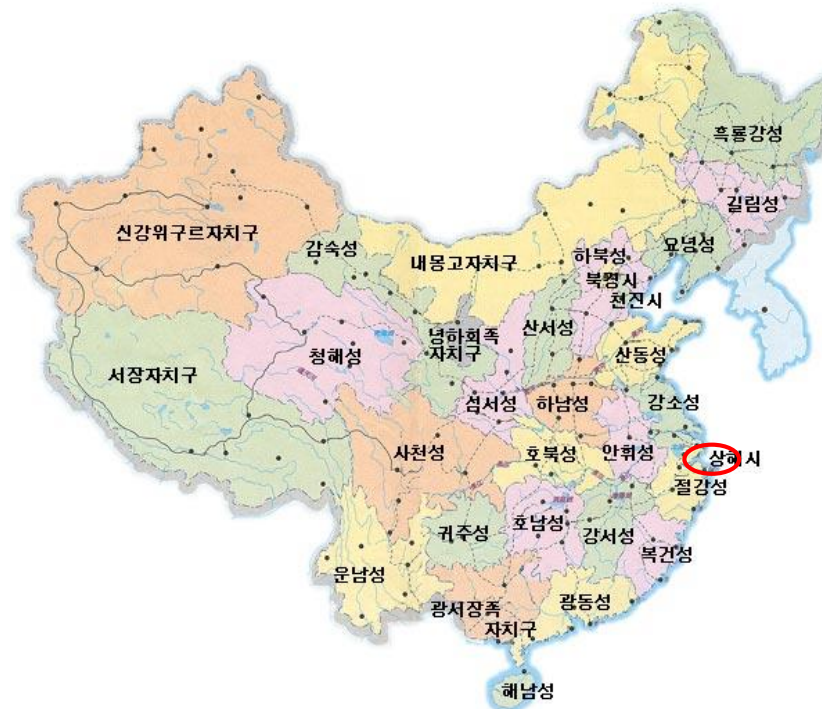 흑룡강성
길림성
신강위구르자치구
감숙성
내몽고자치구
하북성
묘녕성
북경시
천진시
산서성
녕하회족
자치구
청해성
산동성
서장자치구
섬서성
하남성
강소성
사천성
호북성
안휘성
상해시
절강성
귀주성
호남성
강서성
복건성
운남성
광서장족
자치구
광동성
해남성